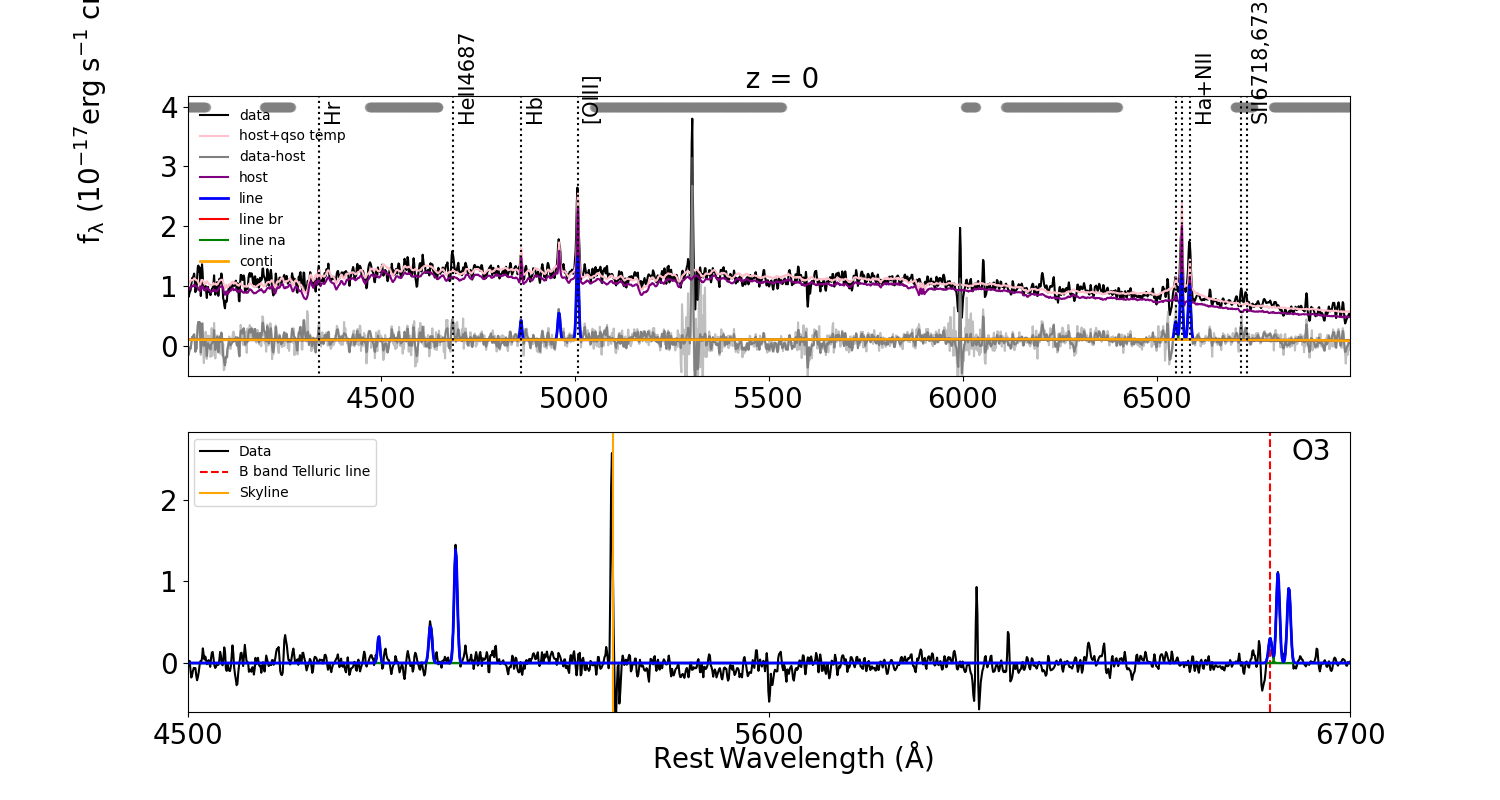 f_λ (10^−17 erg s^−1 c
z = 0
Hr
HeII4687
Hb
[OIII]
Ha+NII
SII6718,673
4
3
2
1
0
data
host+qso temp
data-host
host
line
line br
line na
conti
4500
5000
5500
6000
6500
O3
Data
B band Telluric line
Skyline
2
1
0
4500
5600
6700
Rest Wavelength (Å)